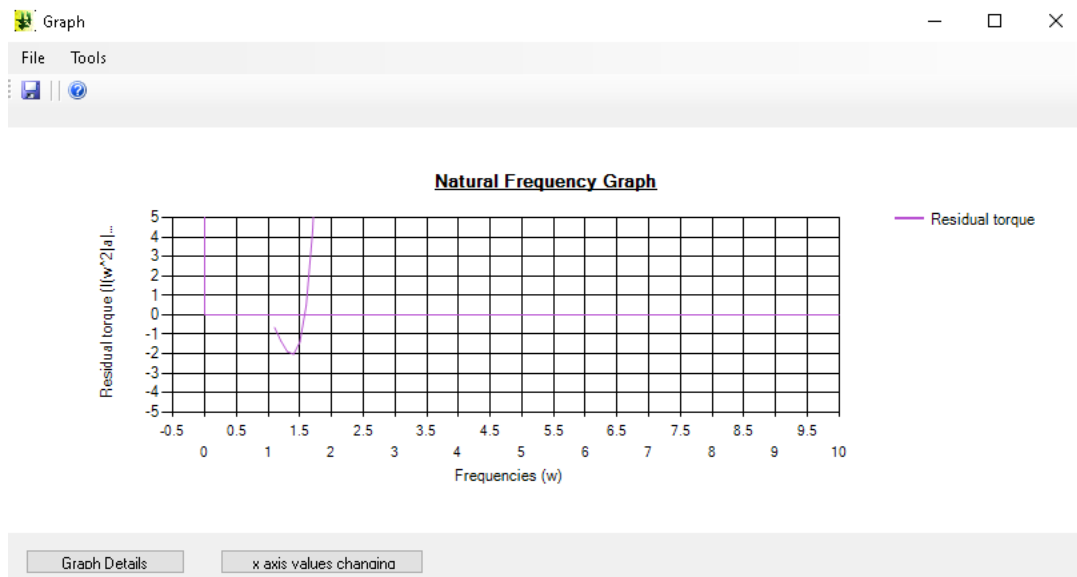 Graph
File Tools
Natural Frequency Graph
Residual torque
Residual torque (I(w^2|a|...
5
4
3
2
1
0
-1
-2
-3
-4
-5
-0.5 0.5 1.5 2.5 3.5 4.5 5.5 6.5 7.5 8.5 9.5
0 1 2 3 4 5 6 7 8 9 10
Frequencies (w)
Graph Details x axis values changing